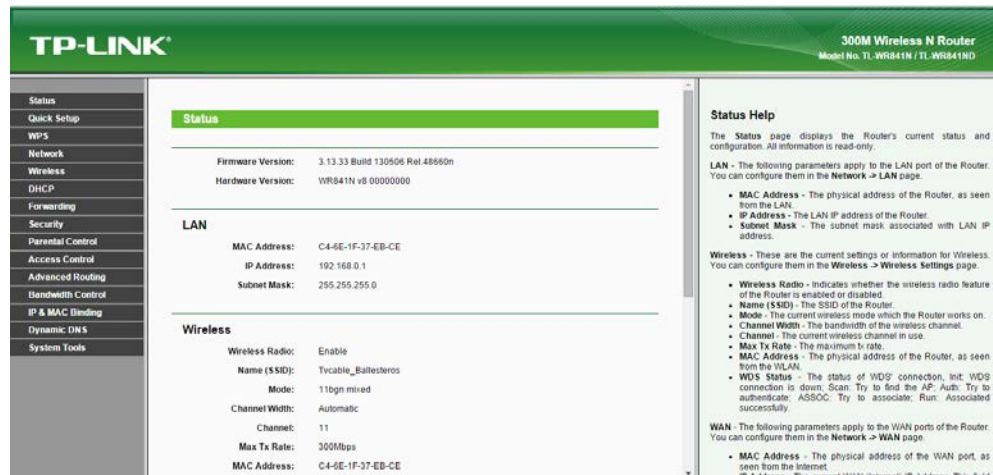 TP-LINK®
300M Wireless N Router
Model No. TL-WR841N / TL-WR841ND
Status
Quick Setup
WPS
Network
Wireless
DHCP
Forwarding
Security
Parental Control
Access Control
Advanced Routing
Bandwidth Control
IP & MAC Binding
Dynamic DNS
System Tools
Status
Firmware Version: 3.13.33 Build 130506 Rel.48660n
Hardware Version: WR841N v8 00000000
LAN
MAC Address: C4-6E-1F-37-EB-CE
IP Address: 192.168.0.1
Subnet Mask: 255.255.255.0
Wireless
Wireless Radio: Enable
Name (SSID): Tvcable_Ballesteros
Mode: 11bgn mixed
Channel Width: Automatic
Channel: 11
Max Tx Rate: 300Mbps
MAC Address: C4-6E-1F-37-EB-CE
Status Help
The Status page displays the Router's current status and
configuration. All information is read-only.
LAN - The following parameters apply to the LAN port of the Router.
You can configure them in the Network -> LAN page.
• MAC Address - The physical address of the Router, as seen
from the LAN.
• IP Address - The LAN IP address of the Router.
• Subnet Mask - The subnet mask associated with LAN IP
address.
Wireless - These are the current settings or information for Wireless.
You can configure them in the Wireless -> Wireless Settings page.
• Wireless Radio - Indicates whether the wireless radio feature
of the Router is enabled or disabled.
• Name (SSID) - The SSID of the Router.
• Mode - The current wireless mode which the Router works on.
• Channel Width - The bandwidth of the wireless channel.
• Channel - The current wireless channel in use.
• Max Tx Rate - The maximum tx rate.
• MAC Address - The physical address of the Router, as seen
from the WLAN.
• WDS Status - The status of WDS' connection, Init: WDS
connection is down; Scan: Try to find the AP; Auth: Try to
authenticate; ASSOC: Try to associate; Run: Associated
successfully.
WAN - The following parameters apply to the WAN ports of the Router.
You can configure them in the Network -> WAN page.
• MAC Address - The physical address of the WAN port, as
seen from the Internet.